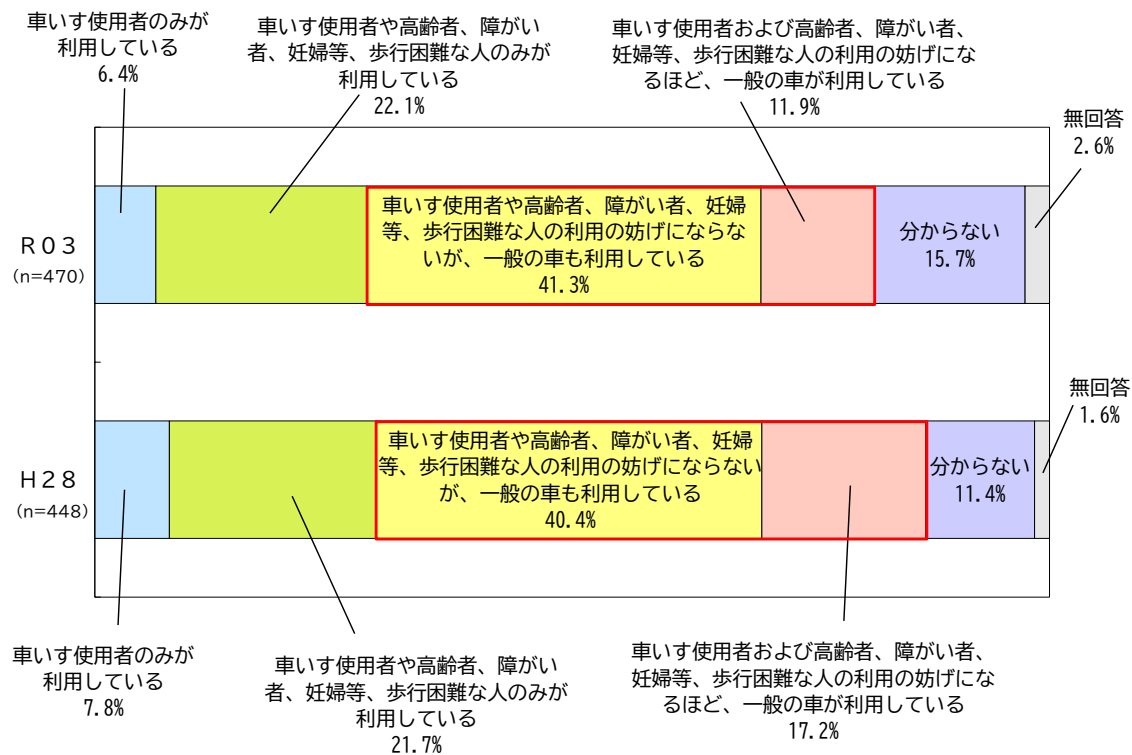 車いす使用者のみが
利用している
6.4%
車いす使用者や高齢者、障がい
者、妊婦等、歩行困難な人のみが
利用している
22.1%
車いす使用者および高齢者、障がい者、
妊婦等、歩行困難な人の利用の妨げにな
るほど、一般の車が利用している
11.9%
無回答
2.6%
R03
(n=470)
車いす使用者や高齢者、障がい者、妊婦
等、歩行困難な人の利用の妨げにならな
いが、一般の車も利用している
41.3%
分からない
15.7%
無回答
1.6%
H28
(n=448)
車いす使用者や高齢者、障がい者、妊婦
等、歩行困難な人の利用の妨げにならない
が、一般の車も利用している
40.4%
分からない
11.4%
車いす使用者のみが
利用している
7.8%
車いす使用者や高齢者、障がい
者、妊婦等、歩行困難な人のみが
利用している
21.7%
車いす使用者および高齢者、障がい者、
妊婦等、歩行困難な人の利用の妨げにな
るほど、一般の車が利用している
17.2%